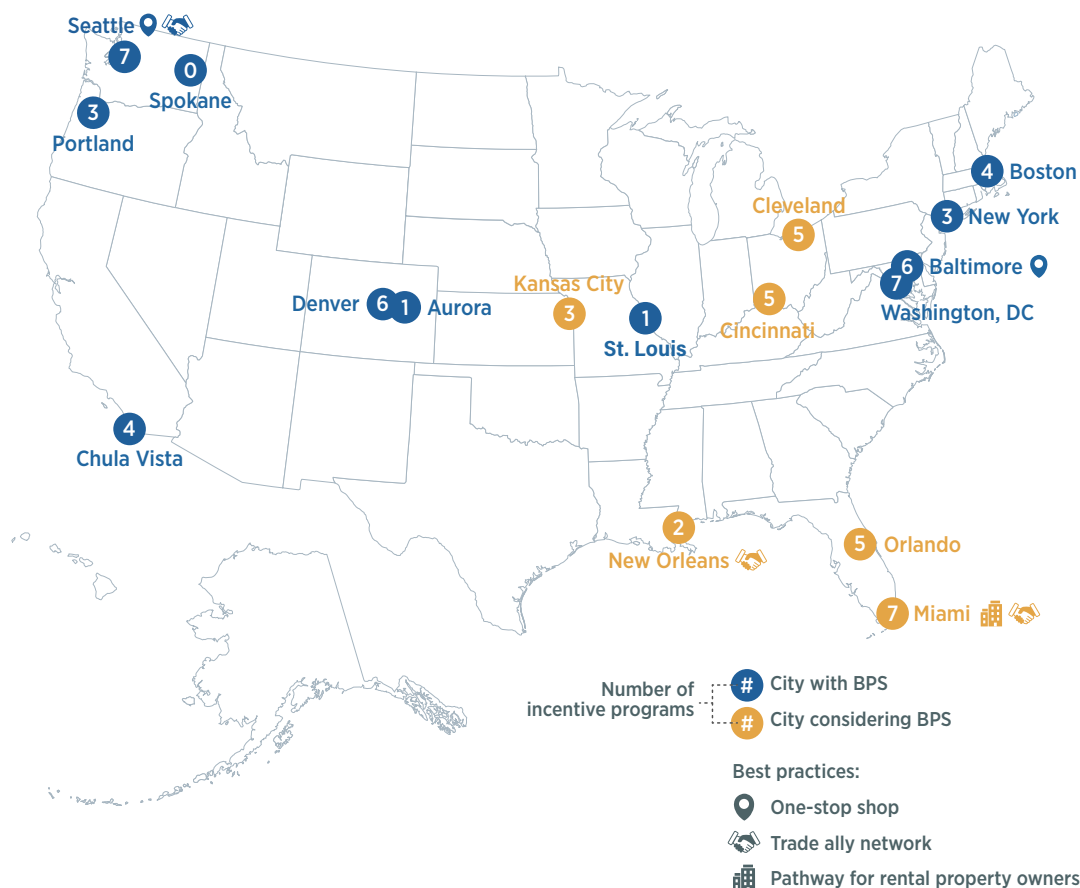 Seattle
7
0
Spokane
3
Portland
4
Boston
Cleveland
5
3
New York
6
Baltimore
7
Washington, DC
Kansas City
3
Denver
6
1
Aurora
1
St. Louis
5
Cincinnati
4
Chula Vista
2
New Orleans
5
Orlando
7
Miami
Number of
incentive programs
# City with BPS
# City considering BPS
Best practices:
One-stop shop
Trade ally network
Pathway for rental property owners